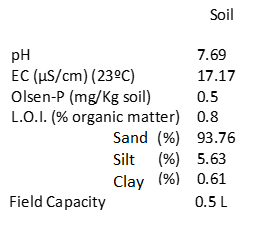 Soil
pH 7.69
EC (µS/cm) (23ºC) 17.17
Olsen-P (mg/Kg soil) 0.5
L.O.I. (% organic matter) 0.8
Sand (%) 93.76
Silt (%) 5.63
Clay (%) 0.61
Field Capacity 0.5 L